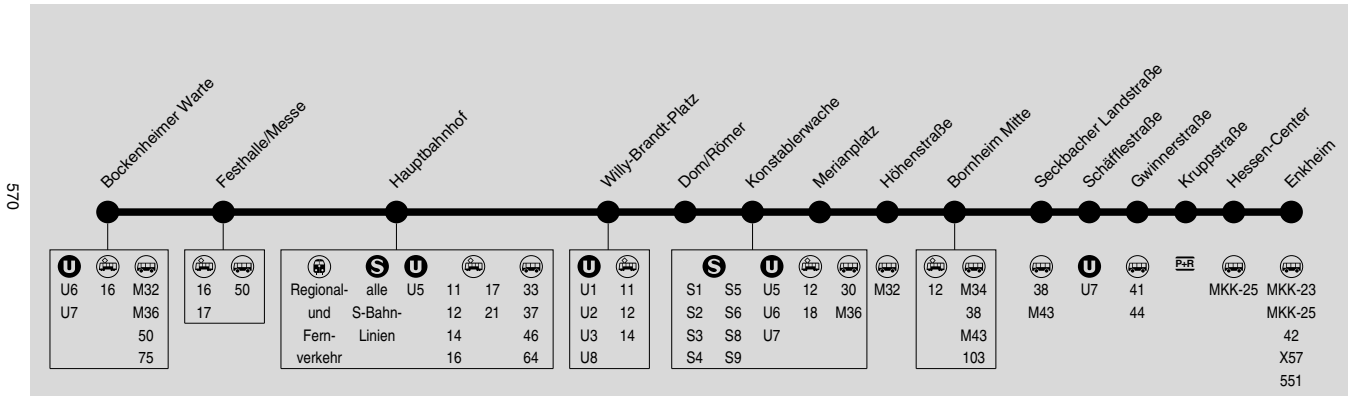 570
Bockenheimer Warte
Festhalle/Messe
Hauptbahnhof
Willy-Brandt-Platz
Dom/Römer
Konstablerwache
Merianplatz
Höhenstraße
Bornheim Mitte
Seckbacher Landstraße
Schäfflestraße
Gwinnerstraße
Kruppstraße
Hessen-Center
Enkheim
U
U6
U7
16
M32
M36
50
75
16
17
50
Regional-
und
Fern-
verkehr
S
alle
S-Bahn-
Linien
U
U5
11
12
14
16
17
21
33
37
46
64
U
U1
U2
U3
U8
11
12
14
S
S1 S5
S2 S6
S3 S8
S4 S9
U
U5
U6
U7
12
18
30
M36
M32
12
M34
38
M43
103
38
M43
U
U7
41
44
P+R
MKK-25
MKK-23
MKK-25
42
X57
551